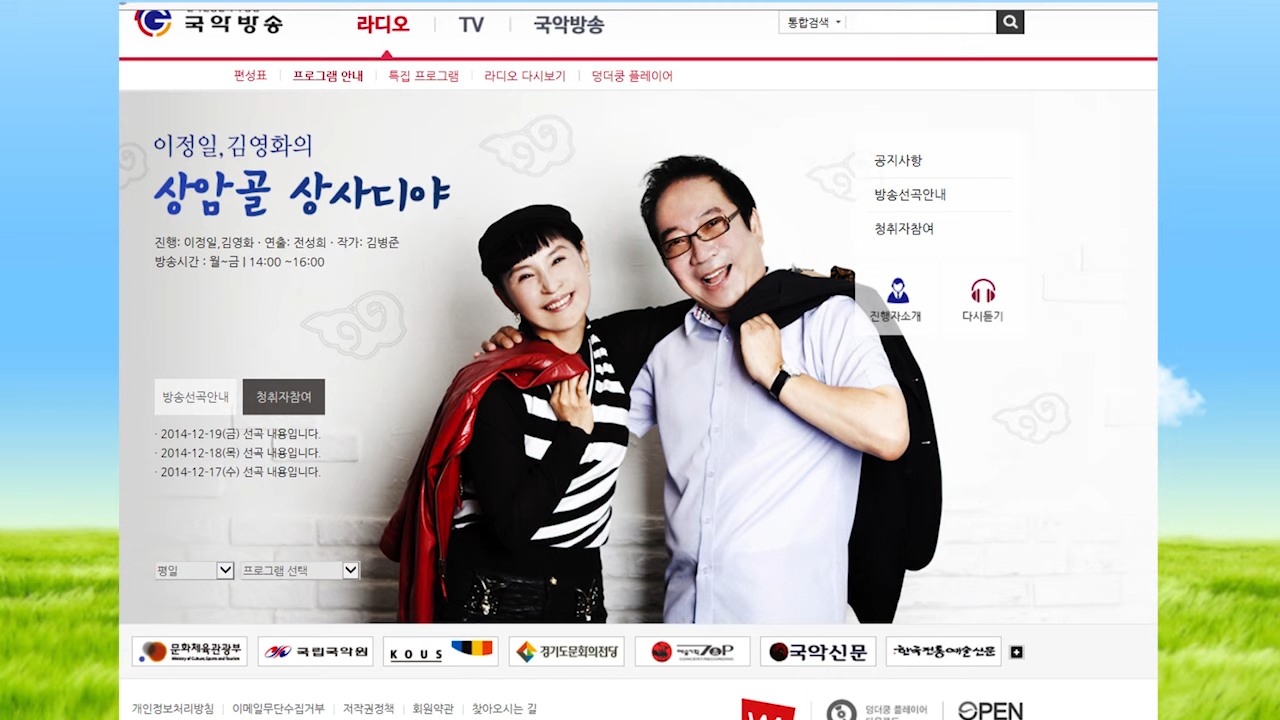 국악방송
라디오
TV
국악방송
통합검색
편성표
프로그램 안내
특집 프로그램
라디오 다시보기
덩더쿵 플레이어
이정일,김영화의
상암골 상사디야
진행: 이정일,김영화 · 연출: 전성희 · 작가: 김병준
방송시간 : 월~금 | 14:00 ~16:00
공지사항
방송선곡안내
청취자참여
진행자소개
다시듣기
방송선곡안내
청취자참여
· 2014-12-19(금) 선곡 내용입니다.
· 2014-12-18(목) 선곡 내용입니다.
· 2014-12-17(수) 선곡 내용입니다.
평일
프로그램 선택
문화체육관광부
Ministry of Culture, Sports and Tourism
국립국악원
KOUS
경기도문화의전당
TOP
국악신문
한국전통예술신문
개인정보처리방침
이메일무단수집거부
저작권정책
회원약관
찾아오시는 길
덩더쿵 플레이어
OPEN